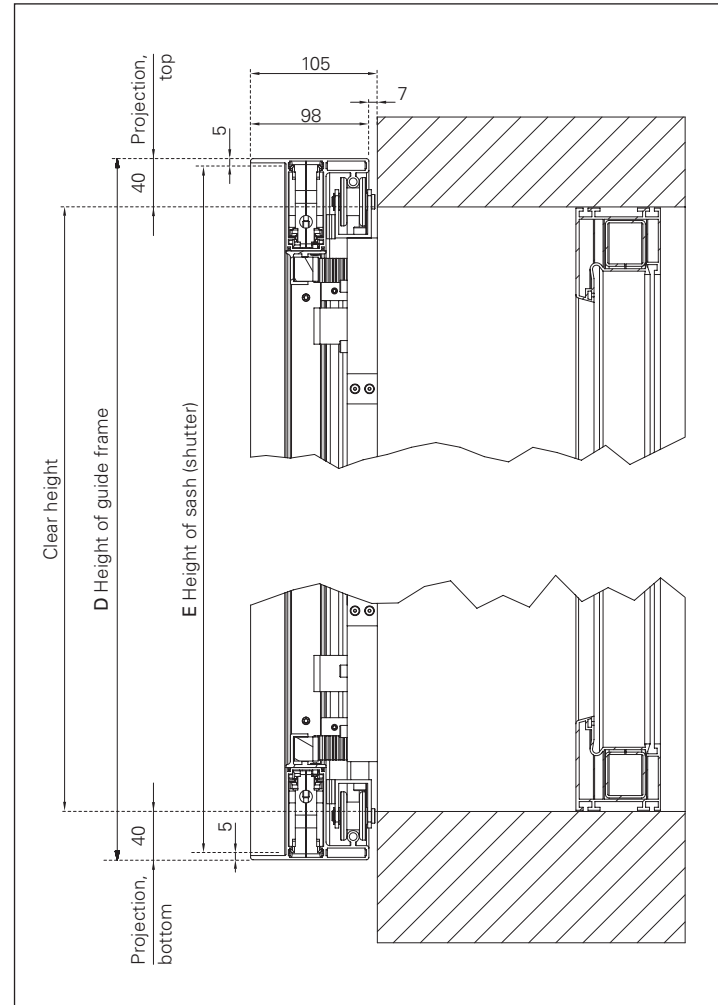 Projection,
top
105
98
7
5
40
Clear height
D Height of guide frame
E Height of sash (shutter)
40
5
Projection,
bottom